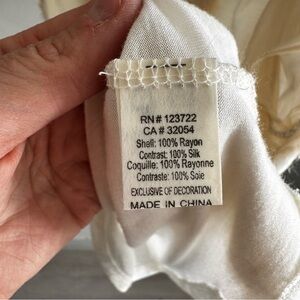 RN# 123722
CA# 32054
Shell: 100% Rayon
Contrast: 100% Silk
Coquille: 100% Rayonne
Contraste: 100% Soie
EXCLUSIVE OF DECORATION
MADE IN CHINA